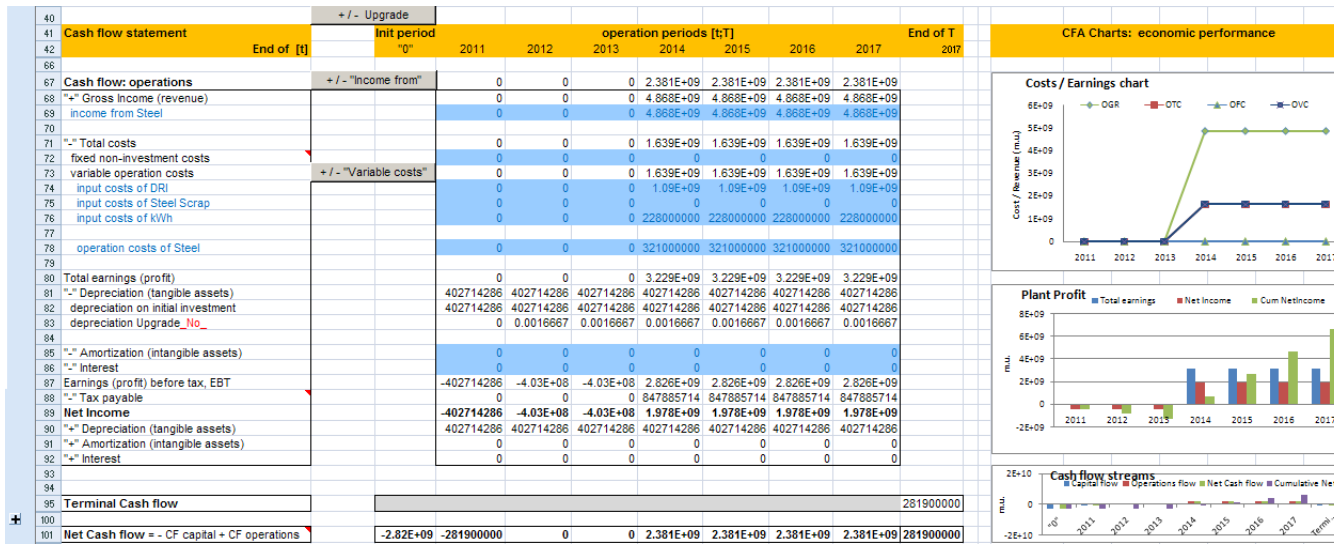 40 + / - Upgrade
41 Cash flow statement Init period operation periods [t;T] End of T CFA Charts: economic performance
42 End of [t] "0" 2011 2012 2013 2014 2015 2016 2017 2017
66
67 Cash flow: operations + / - "Income from" 0 0 0 2.381E+09 2.381E+09 2.381E+09 2.381E+09
68 "+" Gross Income (revenue) 0 0 0 4.868E+09 4.868E+09 4.868E+09 4.868E+09
69 income from Steel 0 0 0 4.868E+09 4.868E+09 4.868E+09 4.868E+09
70
71 "-" Total costs 0 0 0 1.639E+09 1.639E+09 1.639E+09 1.639E+09
72 fixed non-investment costs 0 0 0 0 0 0 0
73 variable operation costs + / - "Variable costs" 0 0 0 1.639E+09 1.639E+09 1.639E+09 1.639E+09
74 input costs of DRI 0 0 0 1.09E+09 1.09E+09 1.09E+09 1.09E+09
75 input costs of Steel Scrap 0 0 0 0 0 0 0
76 input costs of kWh 0 0 0 228000000 228000000 228000000 228000000
77
78 operation costs of Steel 0 0 0 321000000 321000000 321000000 321000000
79
80 Total earnings (profit) 0 0 0 3.229E+09 3.229E+09 3.229E+09 3.229E+09
81 "-" Depreciation (tangible assets) 402714286 402714286 402714286 402714286 402714286 402714286 402714286
82 depreciation on initial investment 402714286 402714286 402714286 402714286 402714286 402714286 402714286
83 depreciation Upgrade_No_ 0 0.0016667 0.0016667 0.0016667 0.0016667 0.0016667 0.0016667
84
85 "-" Amortization (intangible assets) 0 0 0 0 0 0 0
86 "-" Interest 0 0 0 0 0 0 0
87 Earnings (profit) before tax, EBT -402714286 -4.03E+08 -4.03E+08 2.826E+09 2.826E+09 2.826E+09 2.826E+09
88 "-" Tax payable 0 0 0 847885714 847885714 847885714 847885714
89 Net Income -402714286 -4.03E+08 -4.03E+08 1.978E+09 1.978E+09 1.978E+09 1.978E+09
90 "+" Depreciation (tangible assets) 402714286 402714286 402714286 402714286 402714286 402714286 402714286
91 "+" Amortization (intangible assets) 0 0 0 0 0 0 0
92 "+" Interest 0 0 0 0 0 0 0
93
94
95 Terminal Cash flow 281900000
100
101 Net Cash flow = - CF capital + CF operations -2.82E+09 -281900000 0 0 2.381E+09 2.381E+09 2.381E+09 2.381E+09 281900000
Costs / Earnings chart
OGR OTC OFC OVC
Cost / Revenue (m.u.)
6E+09
5E+09
4E+09
3E+09
2E+09
1E+09
0
2011 2012 2013 2014 2015 2016 2017
Plant Profit
Total earnings Net Income Cum NetIncome
m.u.
8E+09
6E+09
4E+09
2E+09
0
-2E+09
2011 2012 2013 2014 2015 2016 2017
Cash flow streams
Capital flow Operations flow Net Cash flow Cumulative Net
m.u.
2E+10
0
-2E+10
"0" 2011 2012 2013 2014 2015 2016 2017 Termi...